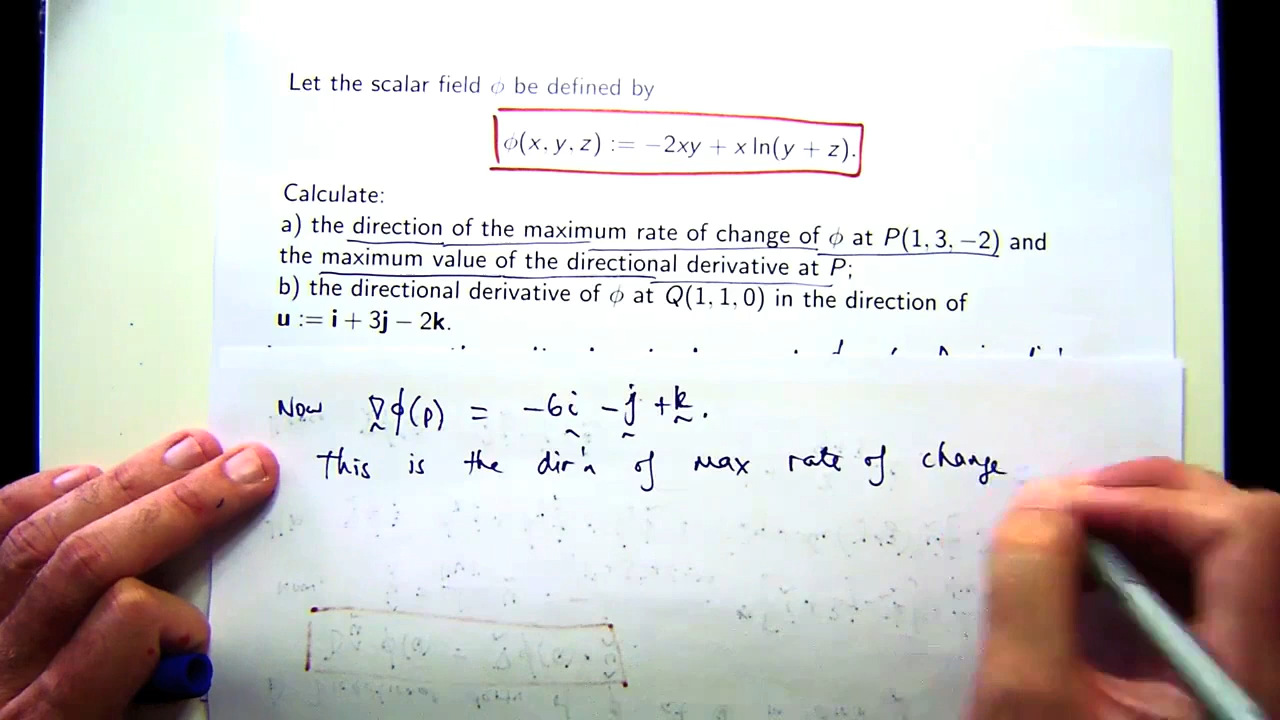 Let the scalar field ϕ be defined by
ϕ(x, y, z) := −2xy + x ln(y + z).
Calculate:
a) the direction of the maximum rate of change of ϕ at P(1, 3, −2) and
the maximum value of the directional derivative at P;
b) the directional derivative of ϕ at Q(1, 1, 0) in the direction of
u := i + 3j − 2k.
Now ∇ϕ(P) = −6i − j + k.
This is the dir'n of max rate of change